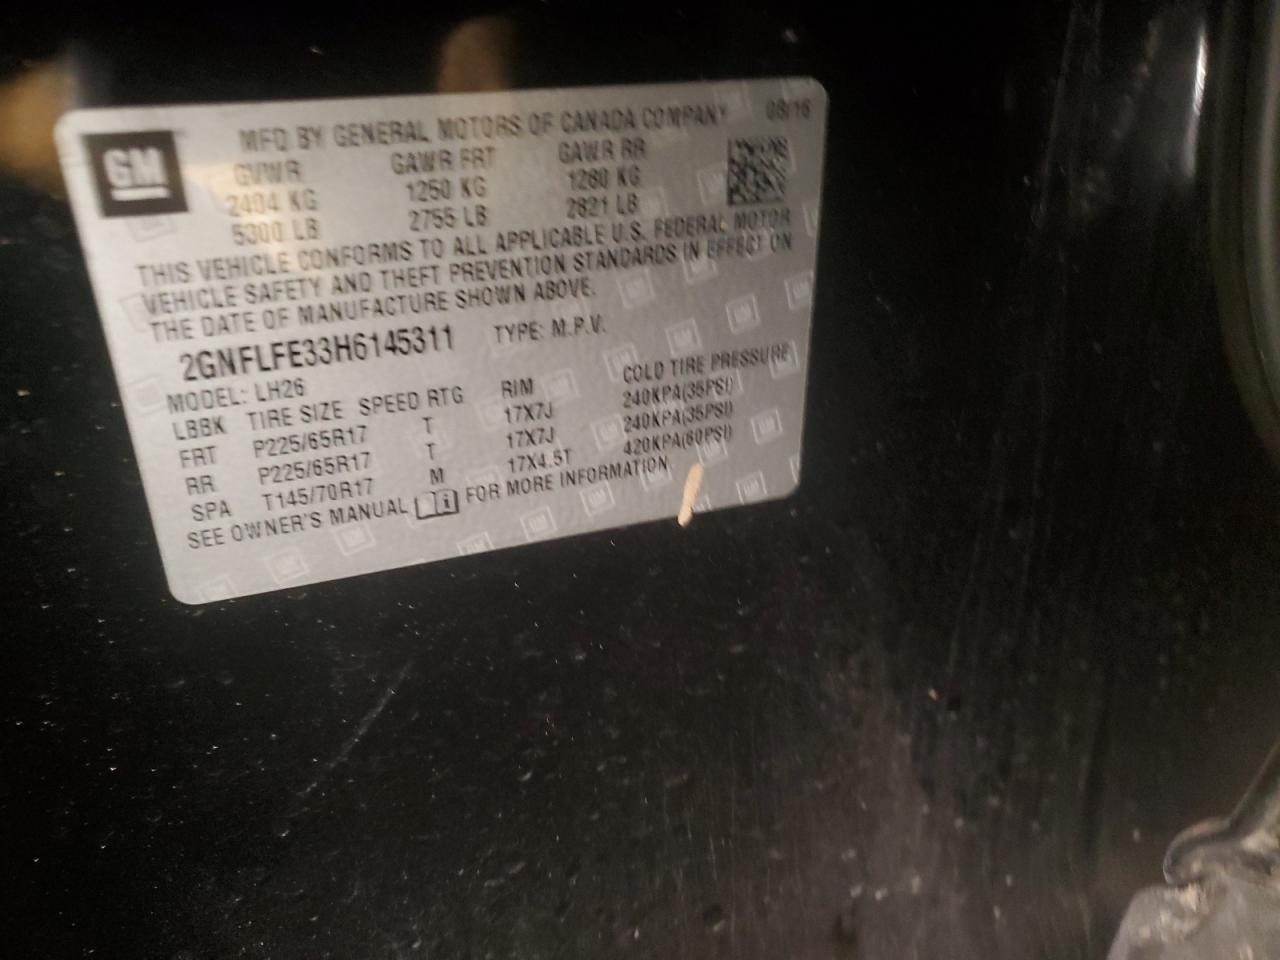 GM
MFD BY GENERAL MOTORS OF CANADA COMPANY 08/16
GVWR GAWR FRT GAWR RR
2404 KG 1250 KG 1280 KG
5300 LB 2755 LB 2821 LB
THIS VEHICLE CONFORMS TO ALL APPLICABLE U.S. FEDERAL MOTOR
VEHICLE SAFETY AND THEFT PREVENTION STANDARDS IN EFFECT ON
THE DATE OF MANUFACTURE SHOWN ABOVE.
2GNFLFE33H6145311 TYPE: M.P.V.
MODEL: LH26
LBBK TIRE SIZE SPEED RTG RIM COLD TIRE PRESSURE
FRT P225/65R17 T 17X7J 240KPA(35PSI)
RR P225/65R17 T 17X7J 240KPA(35PSI)
SPA T145/70R17 M 17X4.5T 420KPA(60PSI)
SEE OWNER'S MANUAL FOR MORE INFORMATION.